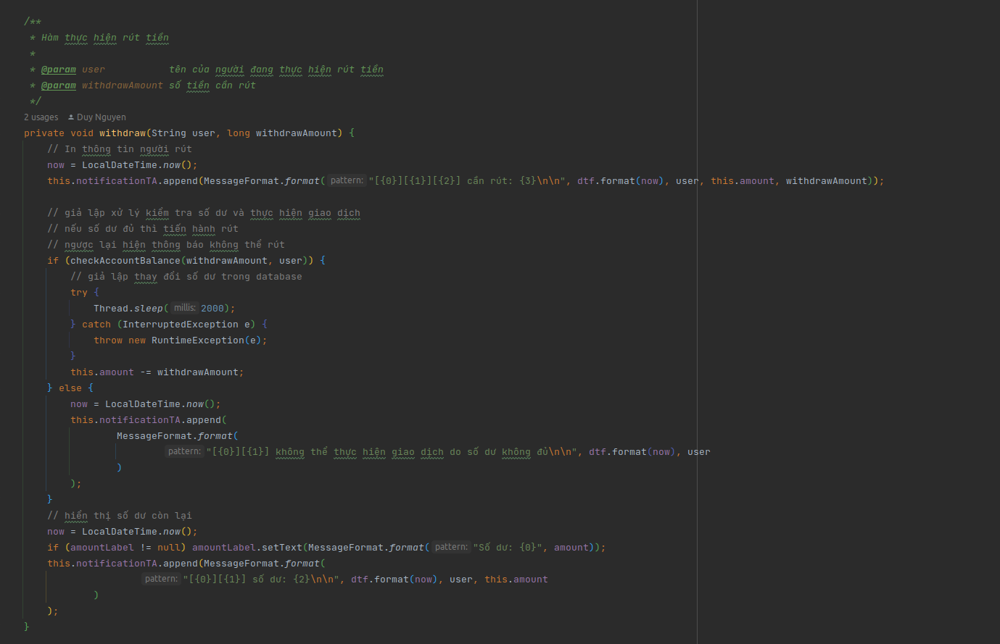 /**
 * Hàm thực hiện rút tiền
 *
 * @param user           tên của người đang thực hiện rút tiền
 * @param withdrawAmount số tiền cần rút
 */
2 usages Duy Nguyen
private void withdraw(String user, long withdrawAmount) {
    // In thông tin người rút
    now = LocalDateTime.now();
    this.notificationTA.append(MessageFormat.format( pattern: "[{0}][{1}][{2}] cần rút: {3}\n\n", dtf.format(now), user, this.amount, withdrawAmount));

    // giả lập xử lý kiểm tra số dư và thực hiện giao dịch
    // nếu số dư đủ thì tiến hành rút
    // ngược lại hiện thông báo không thể rút
    if (checkAccountBalance(withdrawAmount, user)) {
        // giả lập thay đổi số dư trong database
        try {
            Thread.sleep( millis: 2000);
        } catch (InterruptedException e) {
            throw new RuntimeException(e);
        }
        this.amount -= withdrawAmount;
    } else {
        now = LocalDateTime.now();
        this.notificationTA.append(
                MessageFormat.format(
                        pattern: "[{0}][{1}] không thể thực hiện giao dịch do số dư không đủ\n\n", dtf.format(now), user
                )
        );
    }
    // hiển thị số dư còn lại
    now = LocalDateTime.now();
    if (amountLabel != null) amountLabel.setText(MessageFormat.format( pattern: "Số dư: {0}", amount));
    this.notificationTA.append(MessageFormat.format(
                    pattern: "[{0}][{1}] số dư: {2}\n\n", dtf.format(now), user, this.amount
            )
    );
}